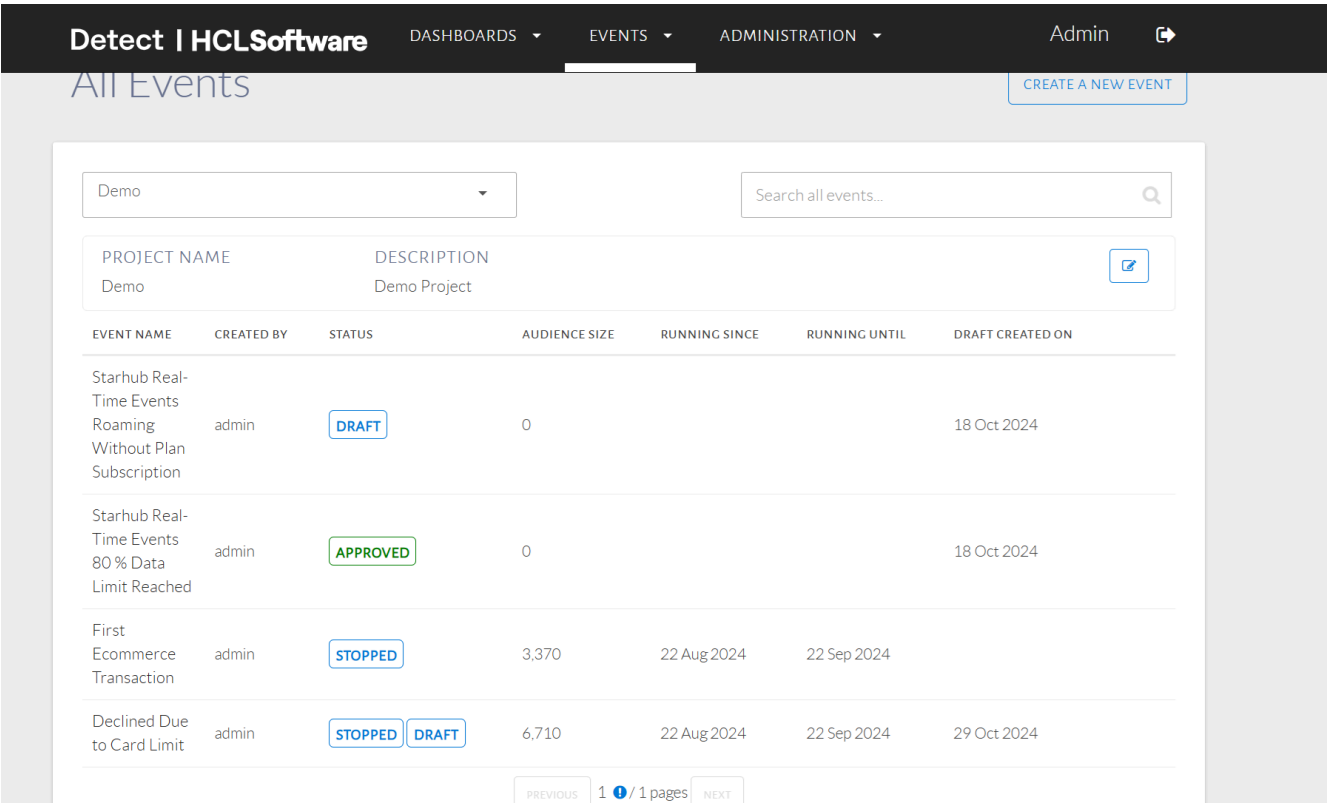 Detect | HCLSoftware DASHBOARDS EVENTS ADMINISTRATION Admin
All Events CREATE A NEW EVENT
Demo Search all events...
PROJECT NAME DESCRIPTION
Demo Demo Project
EVENT NAME CREATED BY STATUS AUDIENCE SIZE RUNNING SINCE RUNNING UNTIL DRAFT CREATED ON
Starhub Real-
Time Events
Roaming admin DRAFT 0 18 Oct 2024
Without Plan
Subscription
Starhub Real-
Time Events
80 % Data admin APPROVED 0 18 Oct 2024
Limit Reached
First
Ecommerce admin STOPPED 3,370 22 Aug 2024 22 Sep 2024
Transaction
Declined Due
to Card Limit admin STOPPED DRAFT 6,710 22 Aug 2024 22 Sep 2024 29 Oct 2024
PREVIOUS 1 / 1 pages NEXT